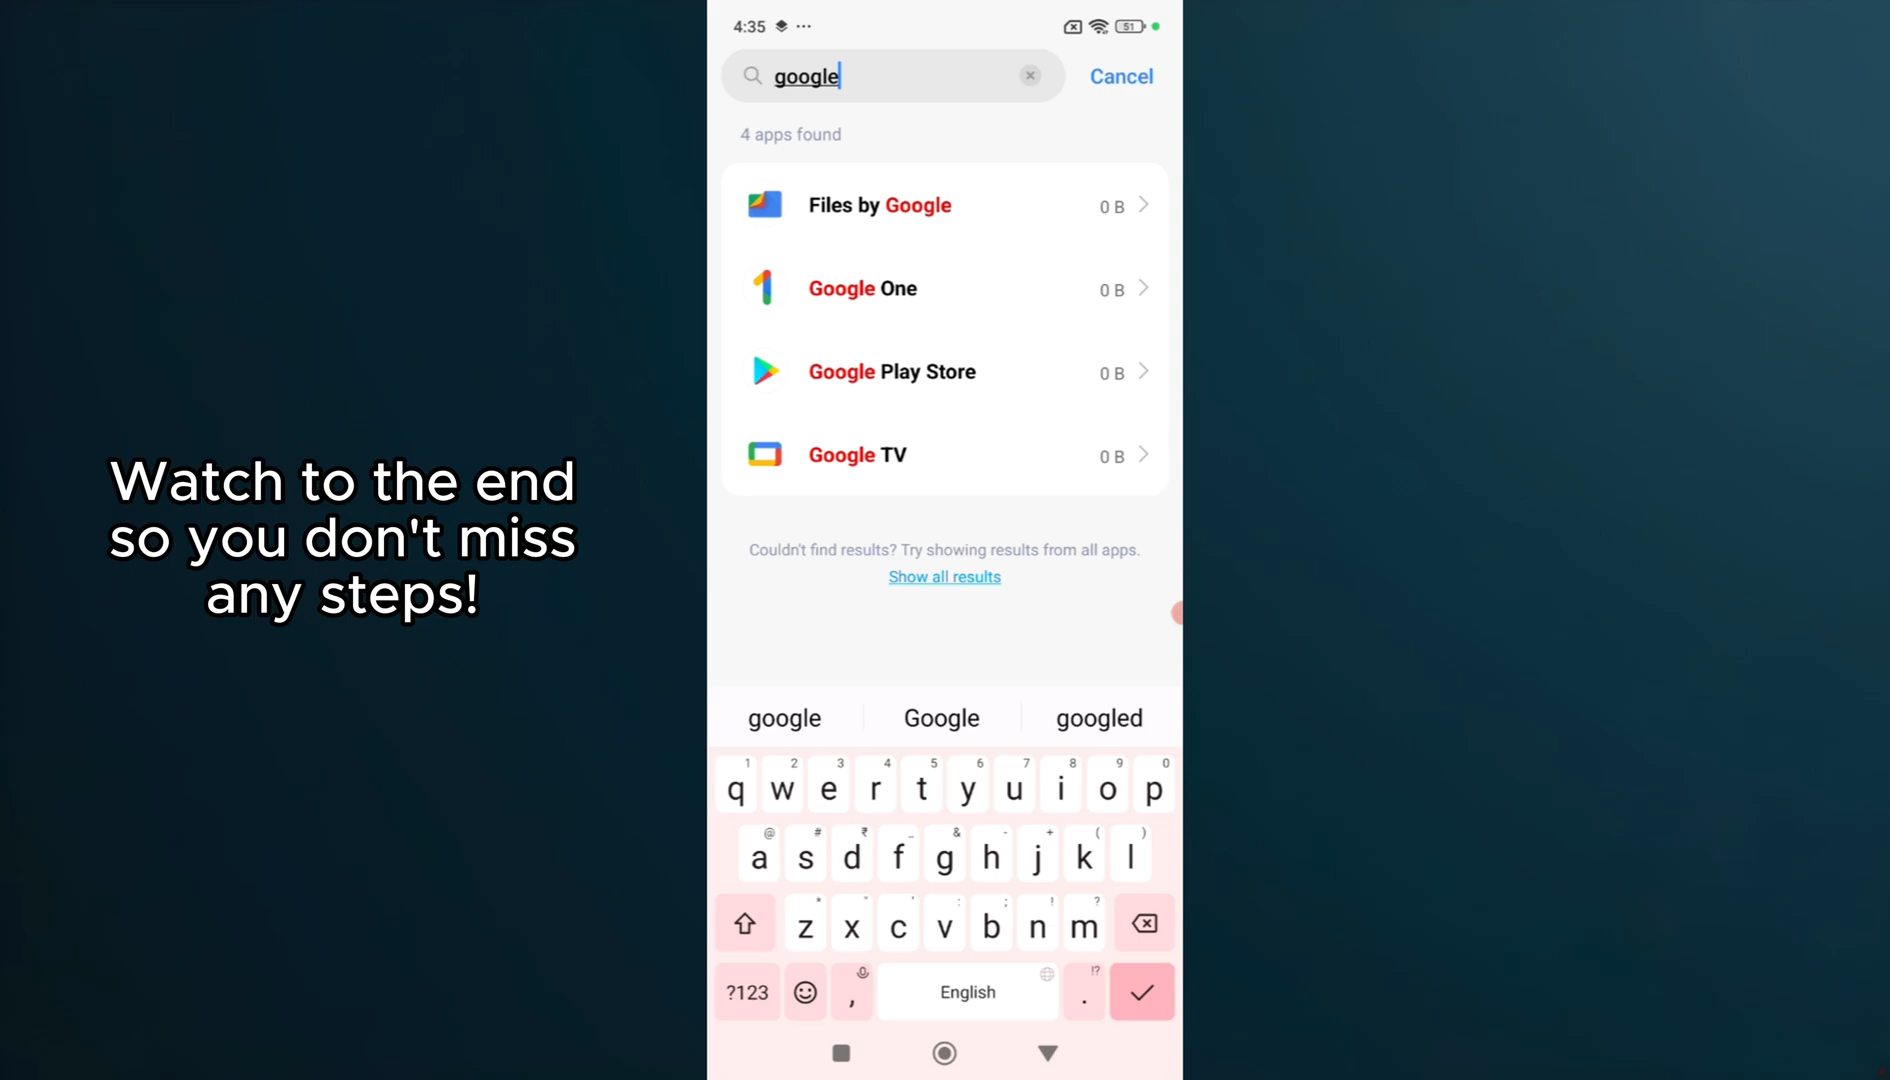 4:35
51
google
Cancel
4 apps found
Files by Google
0 B
Google One
0 B
Google Play Store
0 B
Google TV
0 B
Couldn't find results? Try showing results from all apps.
Show all results
Watch to the end
so you don't miss
any steps!
google Google googled
1 2 3 4 5 6 7 8 9 0
q w e r t y u i o p
@ # ₹ _ & - + ( )
a s d f g h j k l
* " ' : ; ! ?
z x c v b n m
!?
?123 , English .